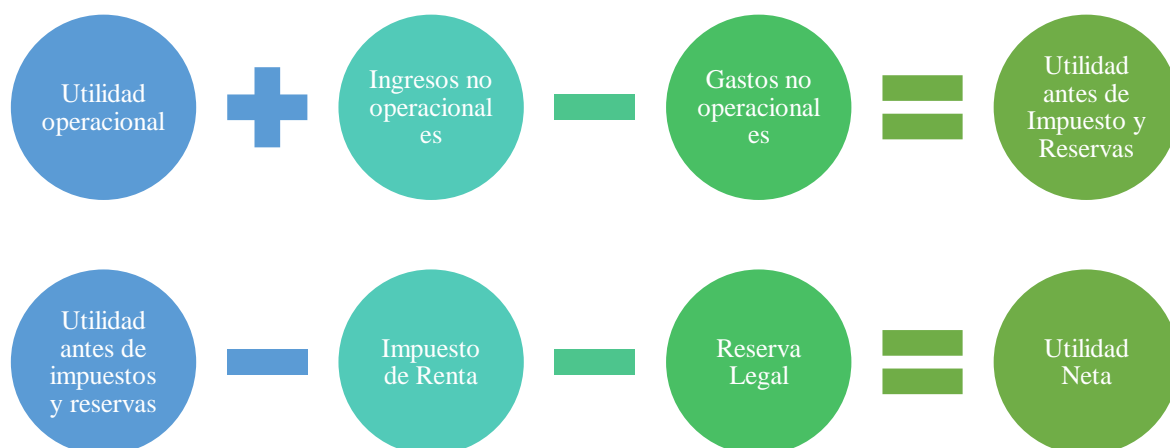 Utilidad
operacional
Ingresos no
operacional
es
Gastos no
operacional
es
Utilidad
antes de
Impuesto y
Reservas
Utilidad
antes de
impuestos
y reservas
Impuesto
de Renta
Reserva
Legal
Utilidad
Neta